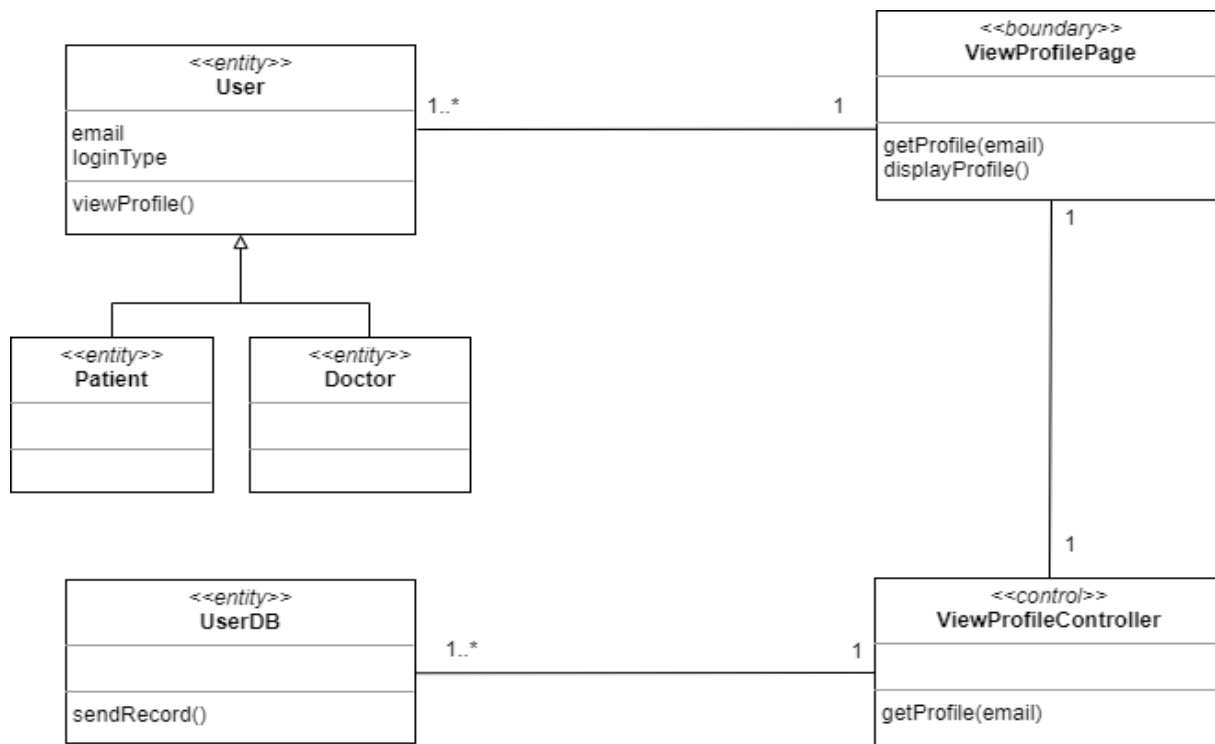 <<entity>>
User
email
loginType
viewProfile()
1..*
1
<<boundary>>
ViewProfilePage
getProfile(email)
displayProfile()
1
<<entity>>
Patient
<<entity>>
Doctor
1
<<entity>>
UserDB
sendRecord()
1..*
1
<<control>>
ViewProfileController
getProfile(email)